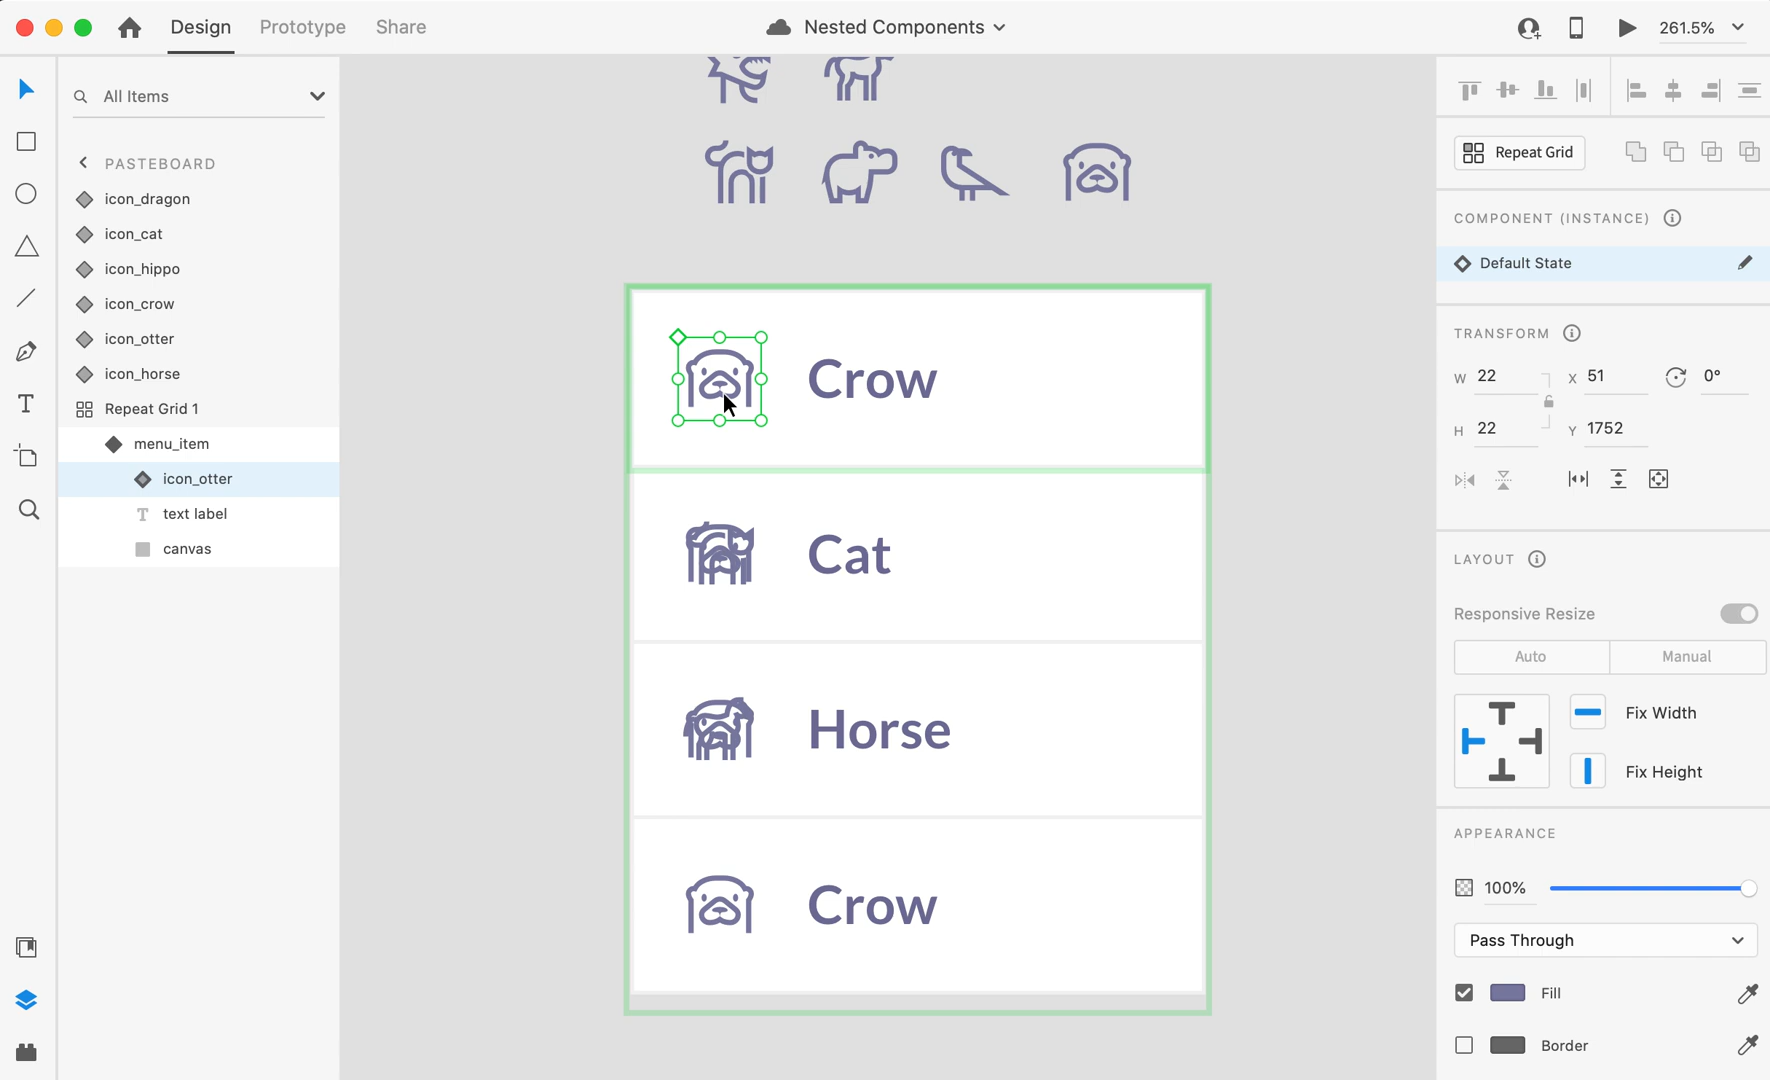 Design Prototype Share Nested Components 261.5%
All Items
PASTEBOARD
icon_dragon
icon_cat
icon_hippo
icon_crow
icon_otter
icon_horse
Repeat Grid 1
menu_item
icon_otter
text label
canvas
Crow
Cat
Horse
Crow
Repeat Grid
COMPONENT (INSTANCE)
Default State
TRANSFORM
W 22 X 51 0°
H 22 Y 1752
LAYOUT
Responsive Resize
Auto Manual
Fix Width
Fix Height
APPEARANCE
100%
Pass Through
Fill
Border